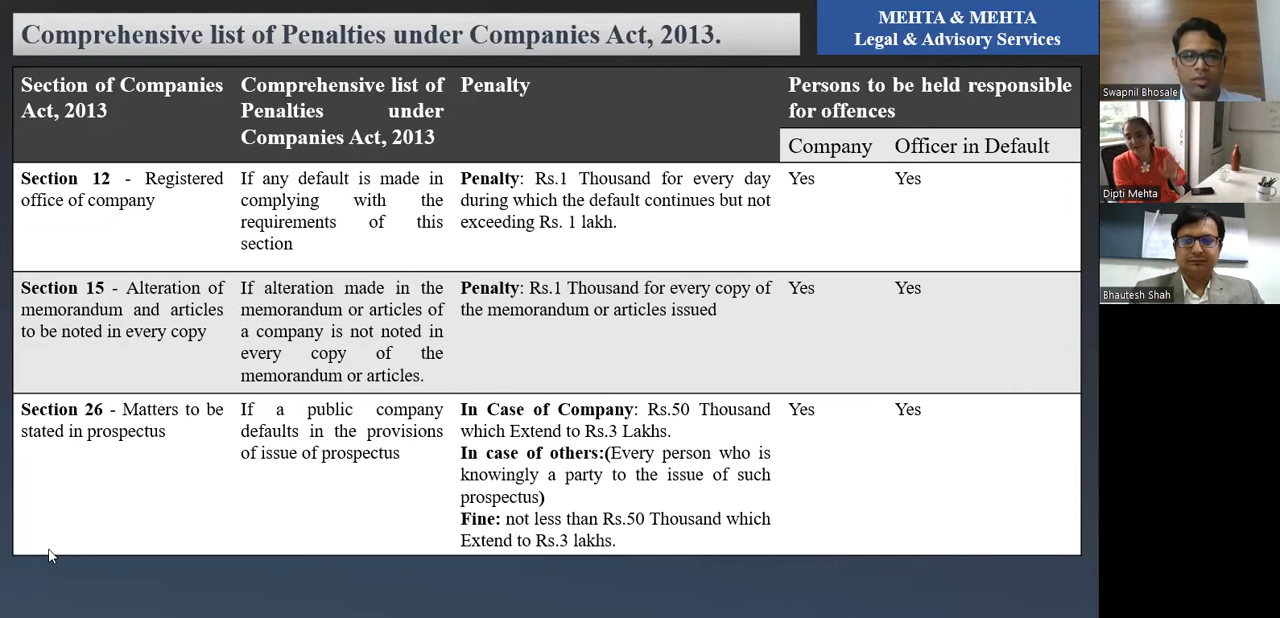 Comprehensive list of Penalties under Companies Act, 2013.
MEHTA & MEHTA
Legal & Advisory Services
Section of Companies
Act, 2013
Comprehensive list of
Penalties under
Companies Act, 2013
Penalty
Persons to be held responsible
for offences
Company
Officer in Default
Section 12 - Registered
office of company
If any default is made in
complying with the
requirements of this
section
Penalty: Rs.1 Thousand for every day
during which the default continues but not
exceeding Rs. 1 lakh.
Yes
Yes
Section 15 - Alteration of
memorandum and articles
to be noted in every copy
If alteration made in the
memorandum or articles of
a company is not noted in
every copy of the
memorandum or articles.
Penalty: Rs.1 Thousand for every copy of
the memorandum or articles issued
Yes
Yes
Section 26 - Matters to be
stated in prospectus
If a public company
defaults in the provisions
of issue of prospectus
In Case of Company: Rs.50 Thousand
which Extend to Rs.3 Lakhs.
In case of others:(Every person who is
knowingly a party to the issue of such
prospectus)
Fine: not less than Rs.50 Thousand which
Extend to Rs.3 lakhs.
Yes
Yes
Swapnil Bhosale
Dipti Mehta
Bhautesh Shah